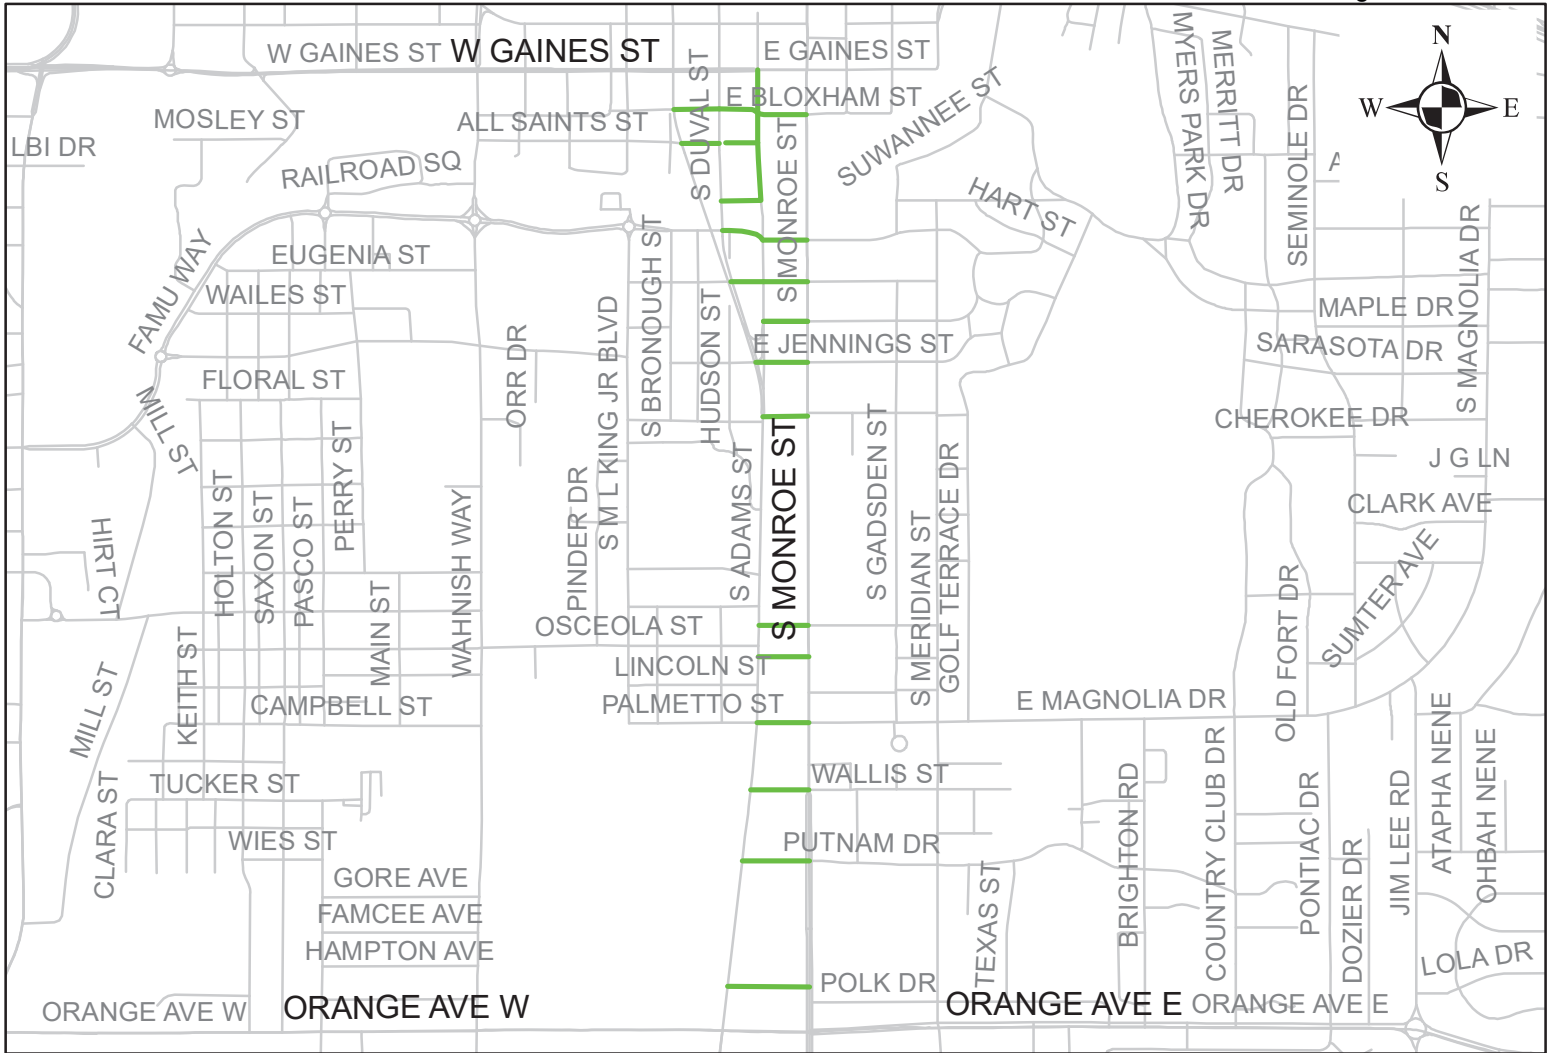 W GAINES ST
W GAINES ST
E GAINES ST
N
W
E
S
MYERS PARK DR
MERRITT DR
SEMINOLE DR
S DUVAL ST
E BLOXHAM ST
MOSLEY ST
ALL SAINTS ST
SUWANNEE ST
LBI DR
RAILROAD SQ
S MONROE ST
A
HART ST
EUGENIA ST
FAMU WAY
WAILES ST
S BRONOUGH ST
S MAGNOLIA DR
MAPLE DR
ORR DR
S M L KING JR BLVD
HUDSON ST
E JENNINGS ST
SARASOTA DR
FLORAL ST
MILL ST
CHEROKEE DR
J G LN
CLARK AVE
PERRY ST
HOLTON ST
SAXON ST
PASCO ST
WAHNISH WAY
PINDER DR
S ADAMS ST
S MONROE ST
S GADSDEN ST
S MERIDIAN ST
GOLF TERRACE DR
HIRT CT
MAIN ST
OSCEOLA ST
SUMTER AVE
OLD FORT DR
KEITH ST
LINCOLN ST
PALMETTO ST
CAMPBELL ST
E MAGNOLIA DR
MILL ST
TUCKER ST
WALLIS ST
CLARA ST
WIES ST
PUTNAM DR
BRIGHTON RD
COUNTRY CLUB DR
PONTIAC DR
DOZIER DR
JIM LEE RD
ATAPHA NENE
OHBAH NENE
GORE AVE
FAMCEE AVE
HAMPTON AVE
TEXAS ST
LOLA DR
POLK DR
ORANGE AVE W
ORANGE AVE W
ORANGE AVE E
ORANGE AVE E